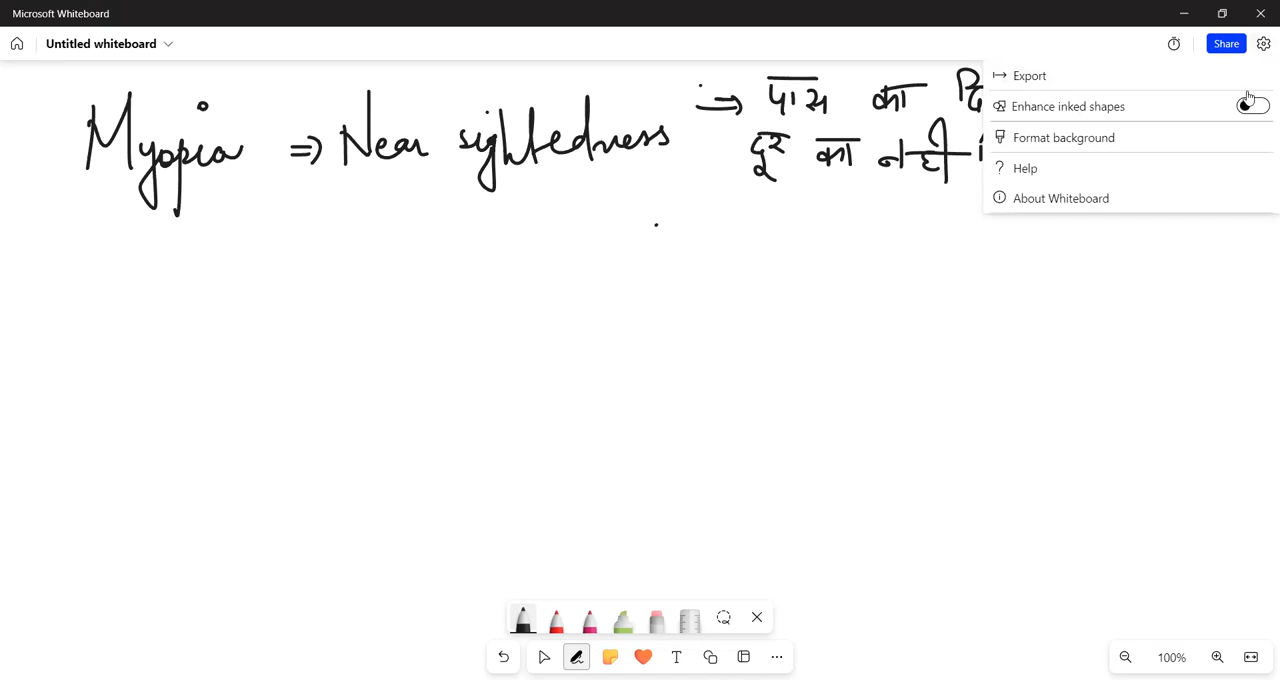 Microsoft Whiteboard
Untitled whiteboard
Share
Export
Enhance inked shapes
Format background
Help
About Whiteboard
Myopia ⇒ Near sightedness ⇒ पास का
दूर का नहीं
100%